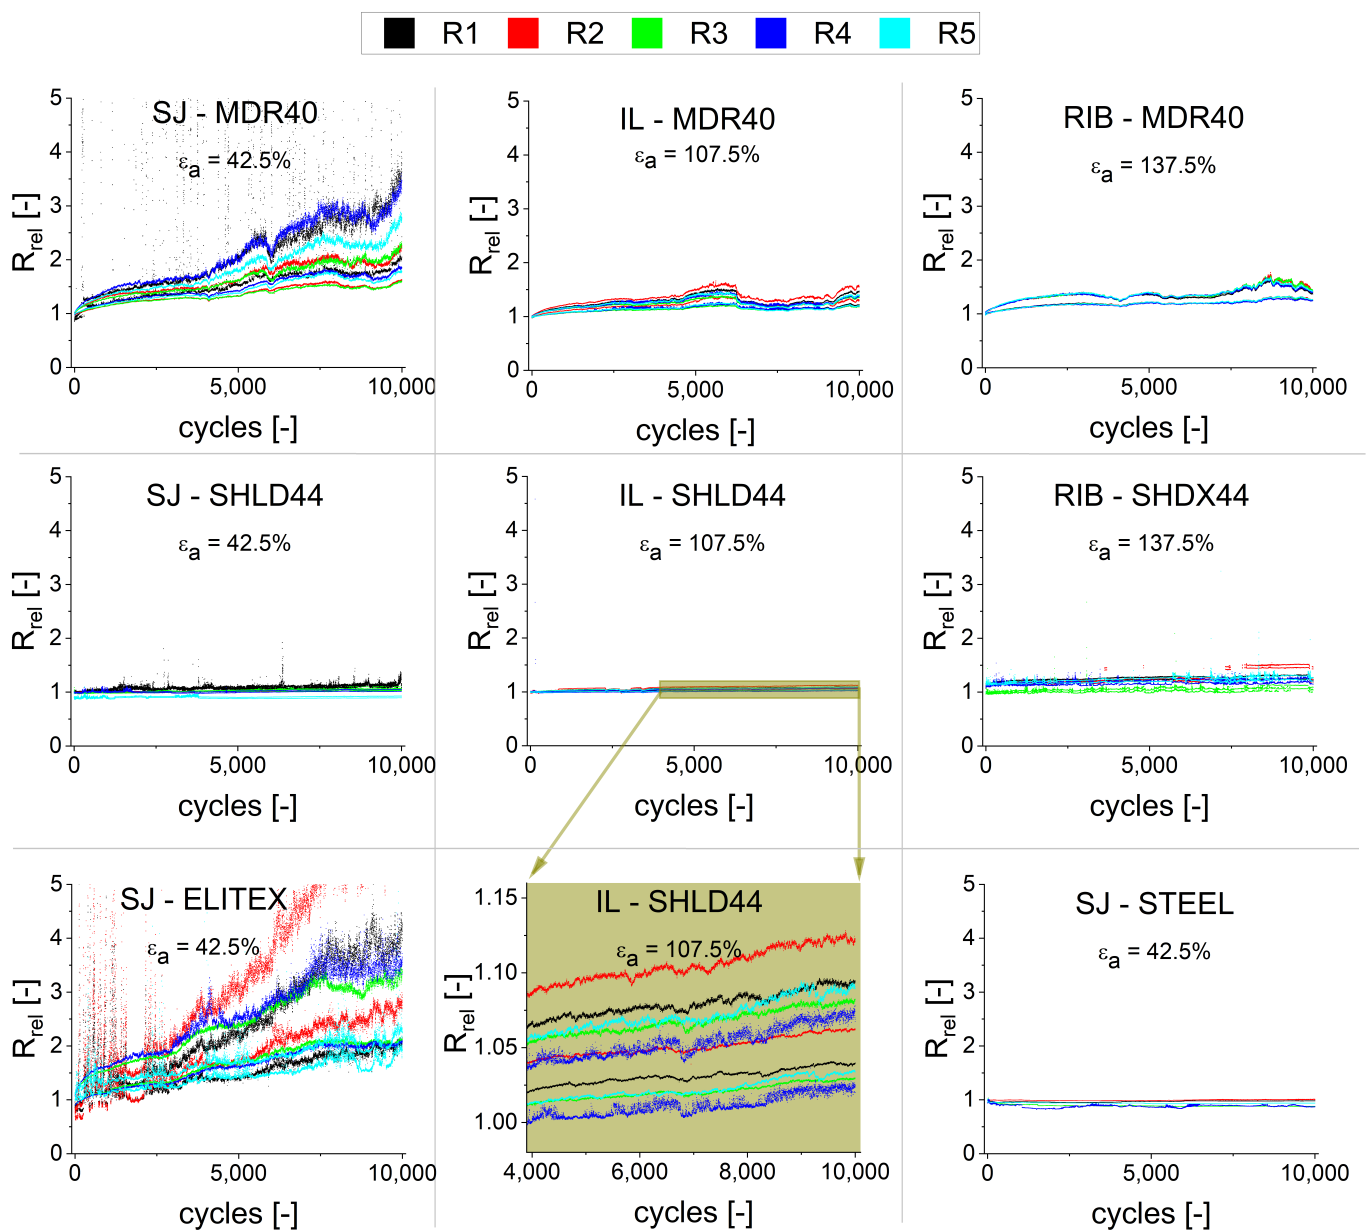 R1 R2 R3 R4 R5
SJ - MDR40
εa = 42.5%
Rrel [-]
5
4
3
2
1
0
0 5,000 10,000
cycles [-]
IL - MDR40
εa = 107.5%
Rrel [-]
5
4
3
2
1
0
0 5,000 10,000
cycles [-]
RIB - MDR40
εa = 137.5%
Rrel [-]
5
4
3
2
1
0
0 5,000 10,000
cycles [-]
SJ - SHLD44
εa = 42.5%
Rrel [-]
5
4
3
2
1
0
0 5,000 10,000
cycles [-]
IL - SHLD44
εa = 107.5%
Rrel [-]
5
4
3
2
1
0
0 5,000 10,000
cycles [-]
RIB - SHDX44
εa = 137.5%
Rrel [-]
5
4
3
2
1
0
0 5,000 10,000
cycles [-]
SJ - ELITEX
εa = 42.5%
Rrel [-]
5
4
3
2
1
0
0 5,000 10,000
cycles [-]
IL - SHLD44
εa = 107.5%
Rrel [-]
1.15
1.10
1.05
1.00
4,000 6,000 8,000 10,000
cycles [-]
SJ - STEEL
εa = 42.5%
Rrel [-]
5
4
3
2
1
0
0 5,000 10,000
cycles [-]